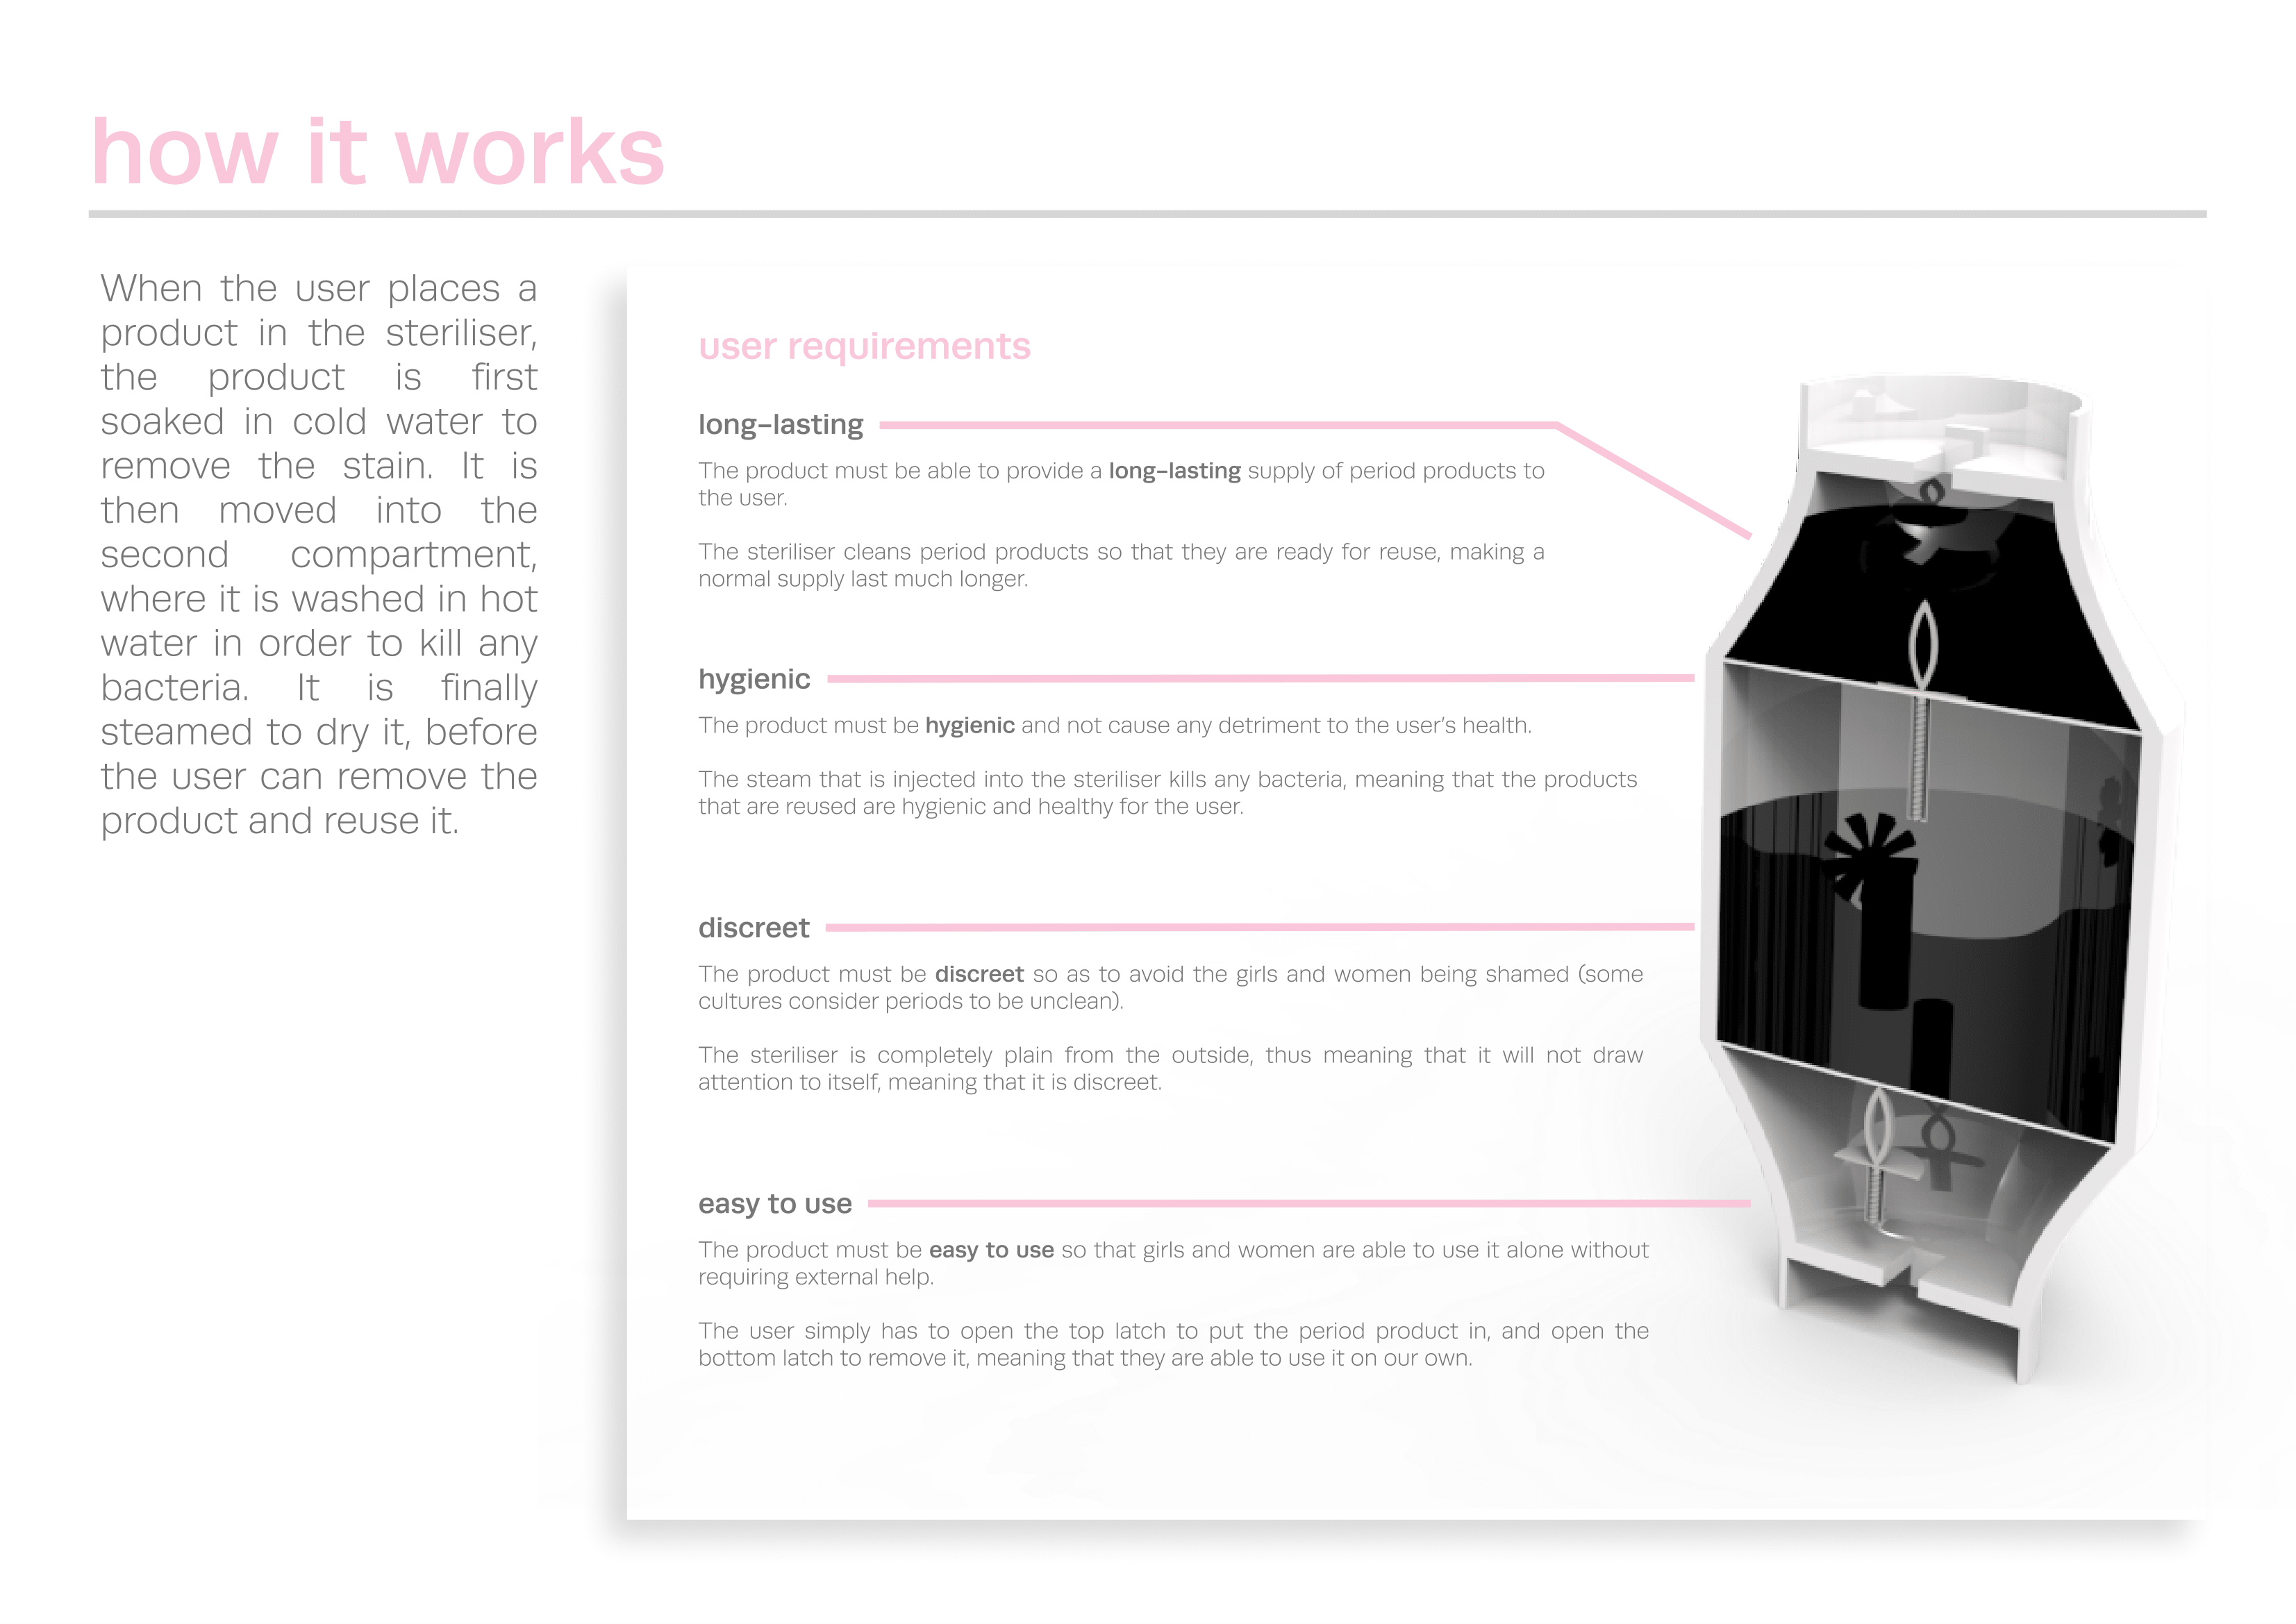 how it works
When the user places a
product in the steriliser,
the product is first
soaked in cold water to
remove the stain. It is
then moved into the
second compartment,
where it is washed in hot
water in order to kill any
bacteria. It is finally
steamed to dry it, before
the user can remove the
product and reuse it.
user requirements
long-lasting
The product must be able to provide a long-lasting supply of period products to
the user.
The steriliser cleans period products so that they are ready for reuse, making a
normal supply last much longer.
hygienic
The product must be hygienic and not cause any detriment to the user's health.
The steam that is injected into the steriliser kills any bacteria, meaning that the products
that are reused are hygienic and healthy for the user.
discreet
The product must be discreet so as to avoid the girls and women being shamed (some
cultures consider periods to be unclean).
The steriliser is completely plain from the outside, thus meaning that it will not draw
attention to itself, meaning that it is discreet.
easy to use
The product must be easy to use so that girls and women are able to use it alone without
requiring external help.
The user simply has to open the top latch to put the period product in, and open the
bottom latch to remove it, meaning that they are able to use it on our own.